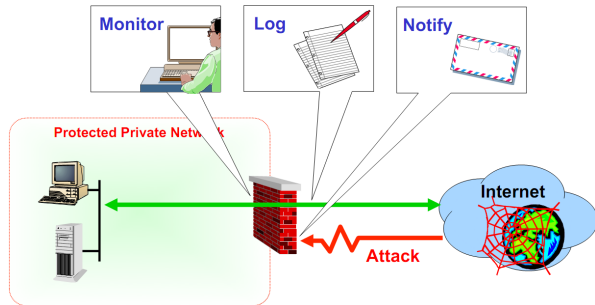 Monitor
Log
Notify
Protected Private Network
Internet
Attack